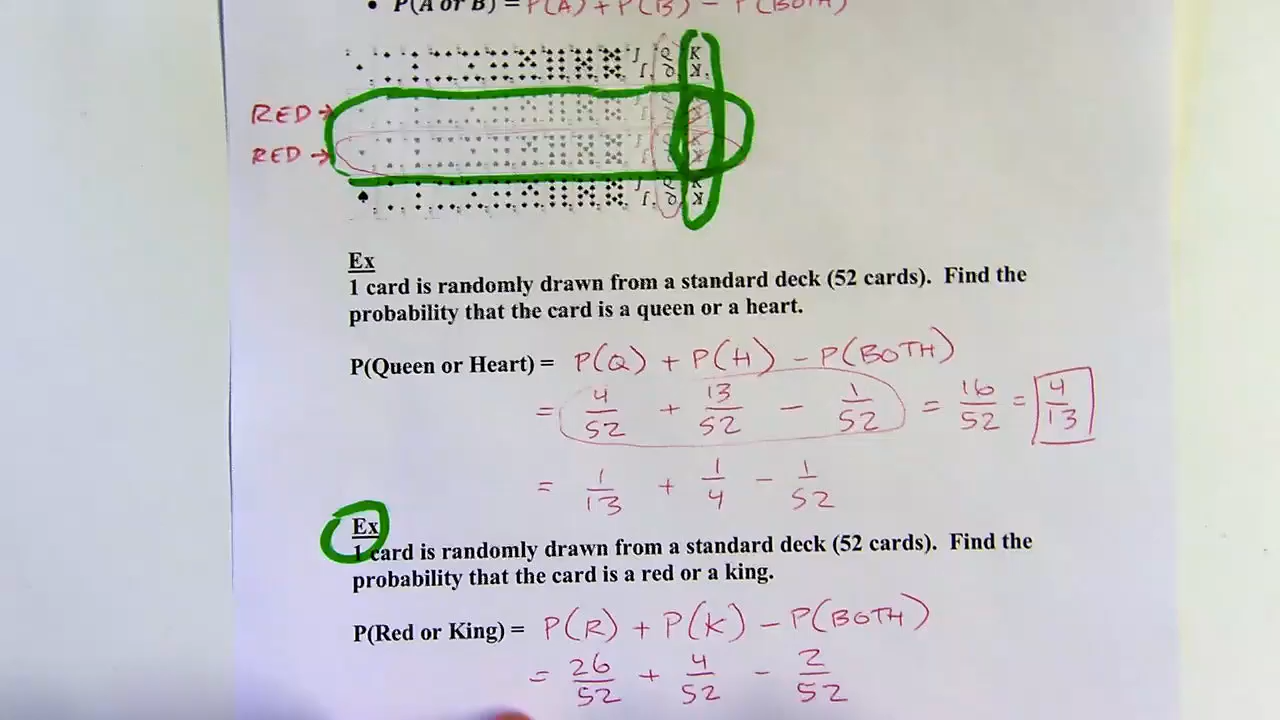 • P(A or B) = P(A) + P(B) - P(BOTH)
J Q K
RED →
RED →
Ex
1 card is randomly drawn from a standard deck (52 cards). Find the
probability that the card is a queen or a heart.
P(Queen or Heart) = P(Q) + P(H) - P(BOTH)
= 4/52 + 13/52 - 1/52 = 16/52 = 4/13
= 1/13 + 1/4 - 1/52
Ex
1 card is randomly drawn from a standard deck (52 cards). Find the
probability that the card is a red or a king.
P(Red or King) = P(R) + P(K) - P(BOTH)
= 26/52 + 4/52 - 2/52